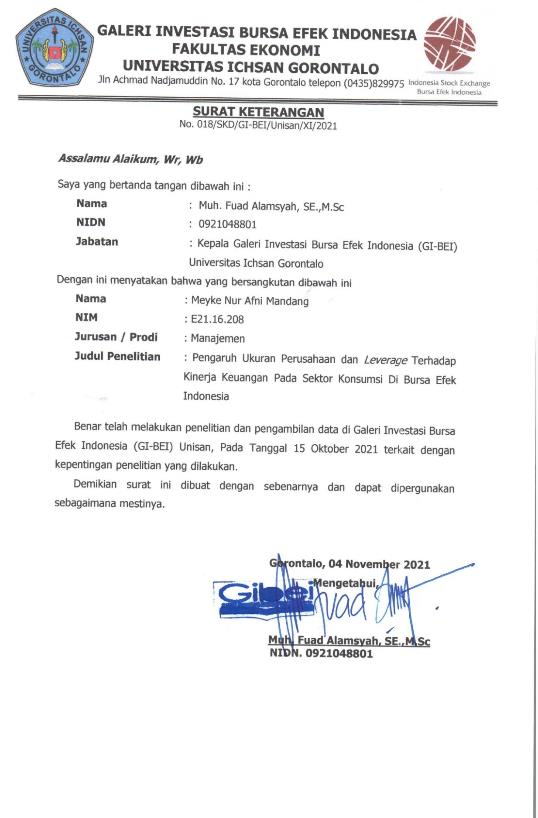 UNIVERSITAS ICHSAN
GORONTALO
GALERI INVESTASI BURSA EFEK INDONESIA
FAKULTAS EKONOMI
UNIVERSITAS ICHSAN GORONTALO
Jln Achmad Nadjamuddin No. 17 kota Gorontalo telepon (0435)829975
Indonesia Stock Exchange
Bursa Efek Indonesia
SURAT KETERANGAN
No. 018/SKD/GI-BEI/Unisan/XI/2021
Assalamu Alaikum, Wr, Wb
Saya yang bertanda tangan dibawah ini :
Nama : Muh. Fuad Alamsyah, SE.,M.Sc
NIDN : 0921048801
Jabatan : Kepala Galeri Investasi Bursa Efek Indonesia (GI-BEI)
Universitas Ichsan Gorontalo
Dengan ini menyatakan bahwa yang bersangkutan dibawah ini
Nama : Meyke Nur Afni Mandang
NIM : E21.16.208
Jurusan / Prodi : Manajemen
Judul Penelitian : Pengaruh Ukuran Perusahaan dan Leverage Terhadap
Kinerja Keuangan Pada Sektor Konsumsi Di Bursa Efek
Indonesia
Benar telah melakukan penelitian dan pengambilan data di Galeri Investasi Bursa
Efek Indonesia (GI-BEI) Unisan, Pada Tanggal 15 Oktober 2021 terkait dengan
kepentingan penelitian yang dilakukan.
Demikian surat ini dibuat dengan sebenarnya dan dapat dipergunakan
sebagaimana mestinya.
Gorontalo, 04 November 2021
Mengetahui,
Gibei
Muh. Fuad Alamsyah, SE.,M.Sc
NIDN. 0921048801